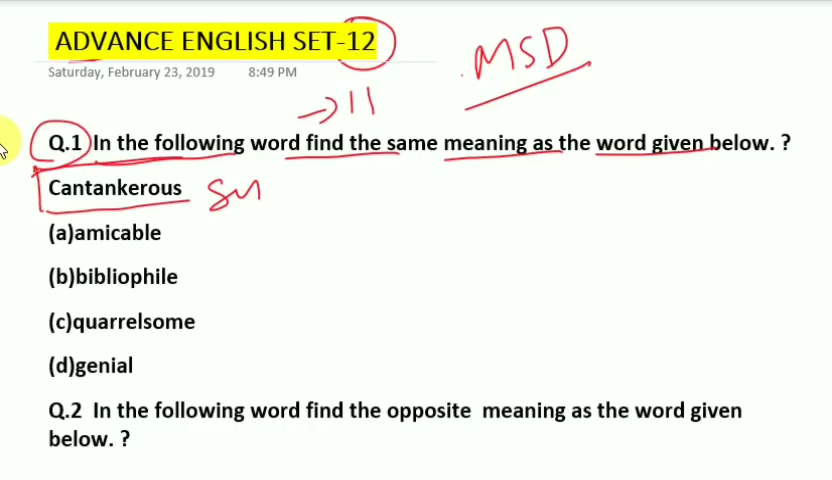 ADVANCE ENGLISH SET-12
MSD
Saturday, February 23, 2019 8:49 PM
→11
Q.1 In the following word find the same meaning as the word given below. ?
Cantankerous
(a)amicable
(b)bibliophile
(c)quarrelsome
(d)genial
Q.2 In the following word find the opposite meaning as the word given
below. ?